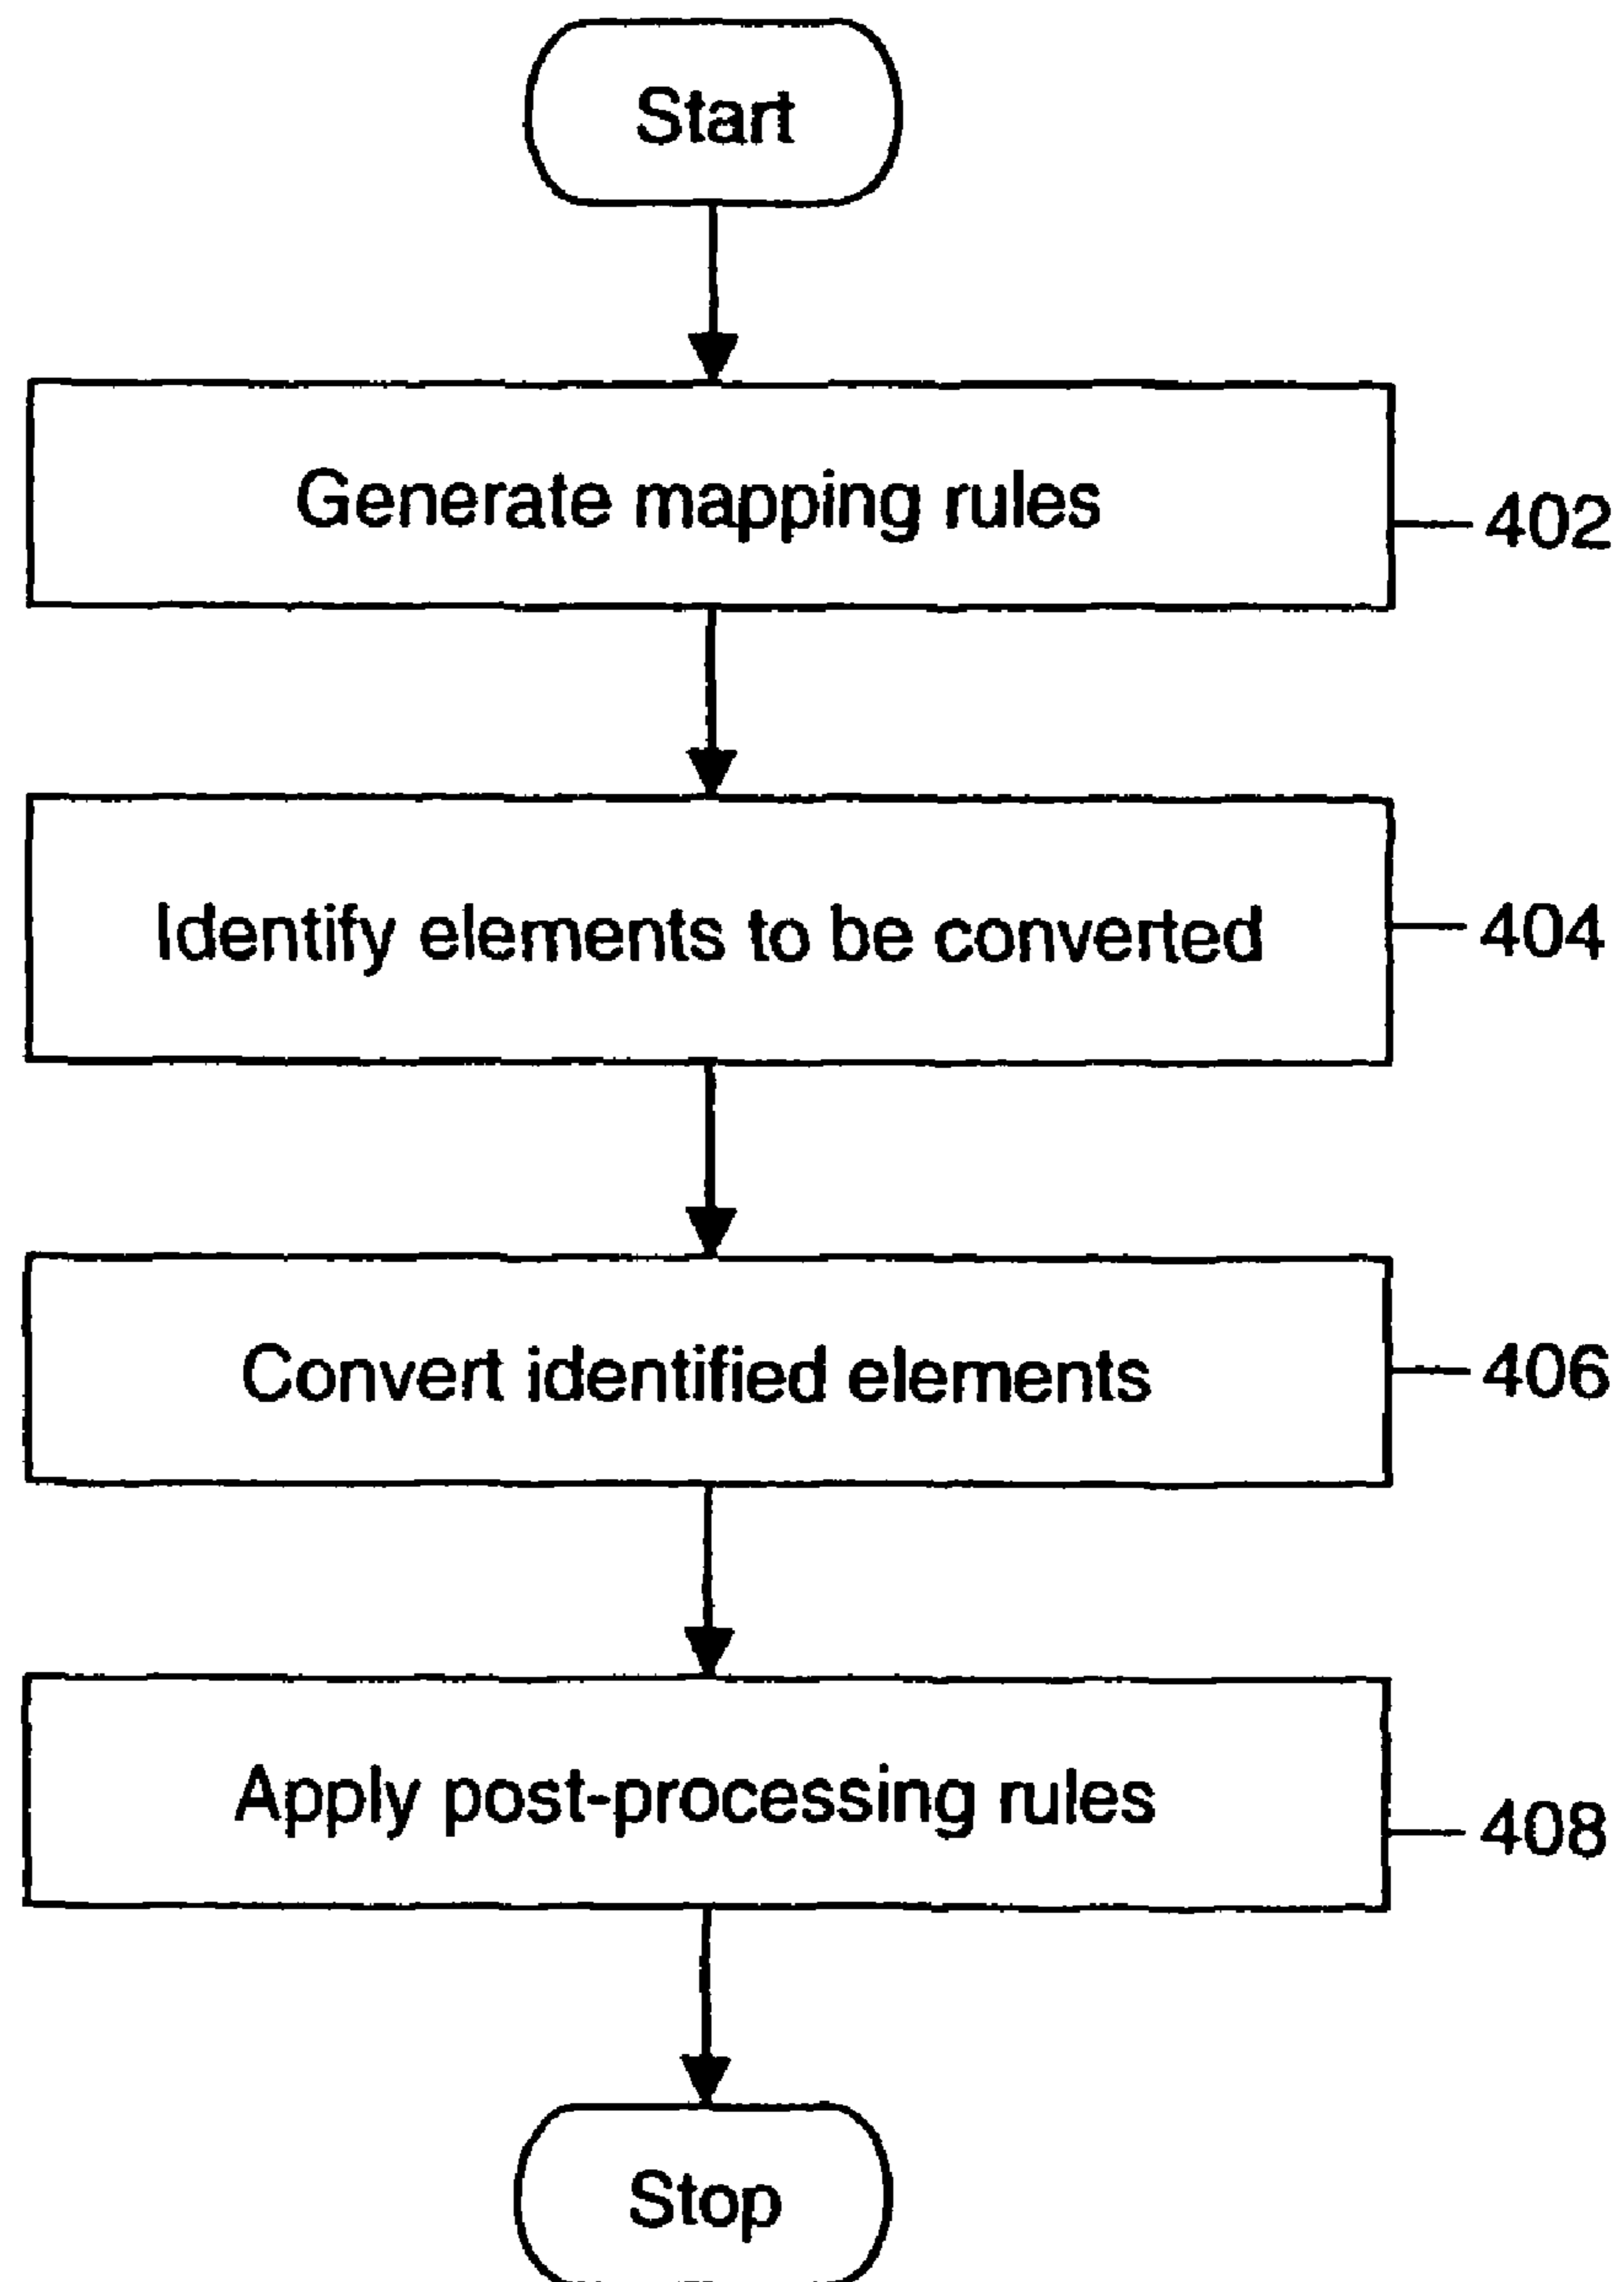 Start
Generate mapping rules
402
Identify elements to be converted
404
Convert identified elements
406
Apply post-processing rules
408
Stop